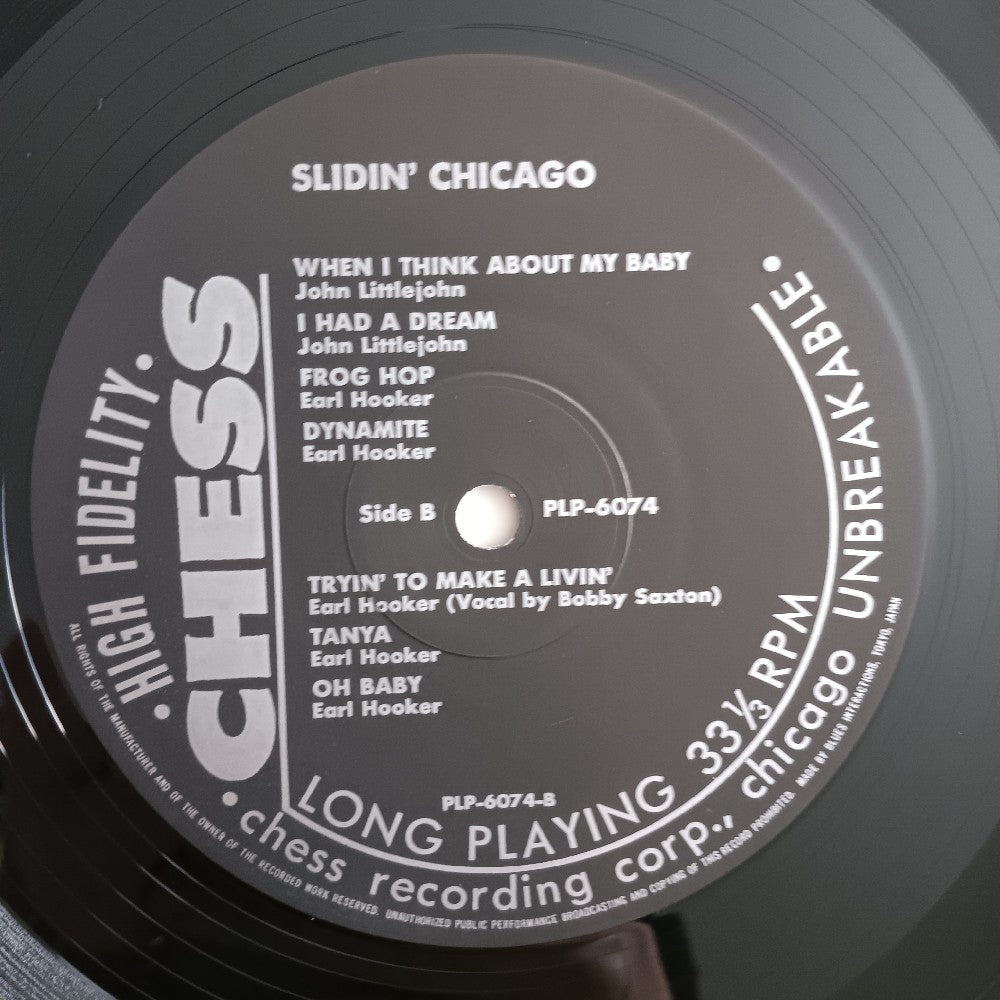 SLIDIN' CHICAGO
WHEN I THINK ABOUT MY BABY
John Littlejohn
I HAD A DREAM
John Littlejohn
FROG HOP
Earl Hooker
DYNAMITE
Earl Hooker
Side B
PLP-6074
TRYIN' TO MAKE A LIVIN'
Earl Hooker (Vocal by Bobby Saxton)
TANYA
Earl Hooker
OH BABY
Earl Hooker
PLP-6074-B
CHESS
• HIGH FIDELITY •
LONG PLAYING 33⅓ RPM
• chess recording corp., chicago UNBREAKABLE •
ALL RIGHTS OF THE MANUFACTURER AND OF THE OWNER OF THE RECORDED WORK RESERVED. UNAUTHORIZED PUBLIC PERFORMANCE BROADCASTING AND COPYING OF THIS RECORD PROHIBITED. MADE BY BLUES INTERACTIONS, TOKYO, JAPAN